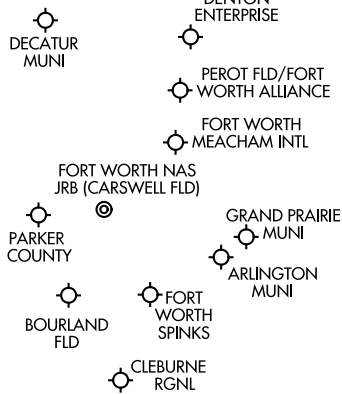 DENTON
ENTERPRISE
DECATUR
MUNI
PEROT FLD/FORT
WORTH ALLIANCE
FORT WORTH
MEACHAM INTL
FORT WORTH NAS
JRB (CARSWELL FLD)
GRAND PRAIRIE
MUNI
PARKER
COUNTY
ARLINGTON
MUNI
FORT
WORTH
SPINKS
BOURLAND
FLD
CLEBURNE
RGNL